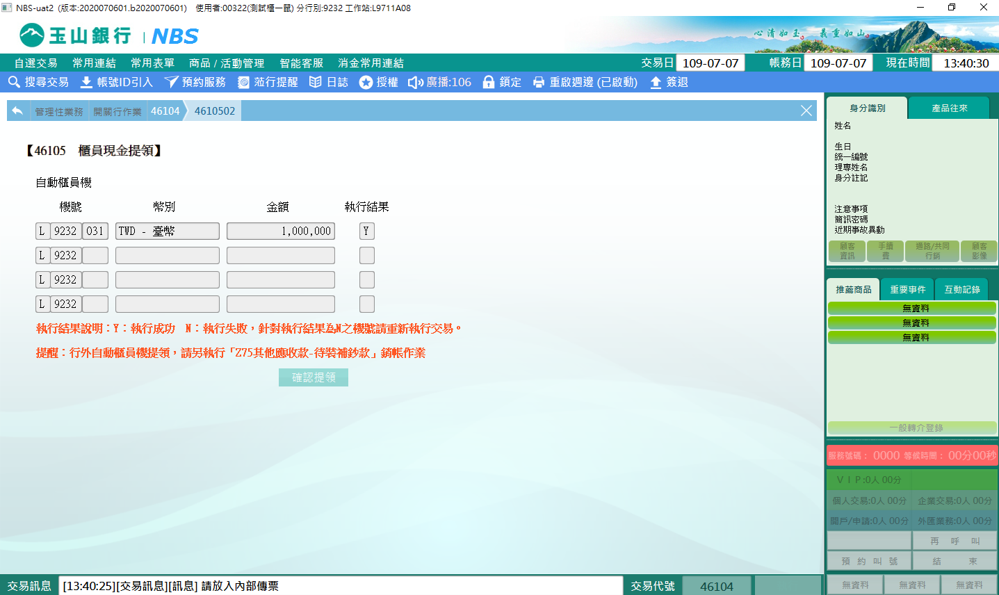 NBS-uat2 (版本:2020070601.b2020070601) 使用者:00322(測試櫃一鼠) 分行別:9232 工作站:L9711A08
玉山銀行 | NBS
心清如玉。 義重如山。
自選交易 常用連結 常用表單 商品 / 活動管理 智能客服 消金常用連結 交易日 109-07-07 帳務日 109-07-07 現在時間 13:40:30
搜尋交易 帳號ID引入 預約服務 蒞行提醒 日誌 授權 廣播:106 鎖定 重啟週邊 (已啟動) 簽退
管理性業務 開關行作業 46104 4610502
【46105 櫃員現金提領】
自動櫃員機
機號 幣別 金額 執行結果
L 9232 031 TWD - 臺幣 1,000,000 Y
L 9232
L 9232
L 9232
執行結果說明：Y：執行成功 N：執行失敗，針對執行結果為N之機號請重新執行交易。
提醒：行外自動櫃員機提領，請另執行「Z75其他應收款-待裝補鈔款」銷帳作業
確認提領
身分識別 產品往來
姓名
生日
統一編號
理專姓名
身分註記
注意事項
簡訊密碼
近期事故異動
顧客資訊 手續費 通路/共同行銷 顧客影像
推薦商品 重要事件 互動記錄
無資料
無資料
無資料
一般轉介登錄
服務號碼： 0000 等候時間： 00分00秒
ＶＩＰ:0人 00分
個人交易:0人 00分 企業交易:0人 00分
開戶/申請:0人 00分 外匯業務:0人 00分
再 呼 叫
預 約 叫 號 結 束
無資料 無資料 無資料
交易訊息 [13:40:25][交易訊息][訊息] 請放入內部傳票 交易代號 46104